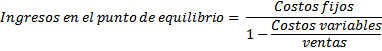 Ingresos en el punto de equilibrio = Costos fijos
1 − Costos variables
ventas